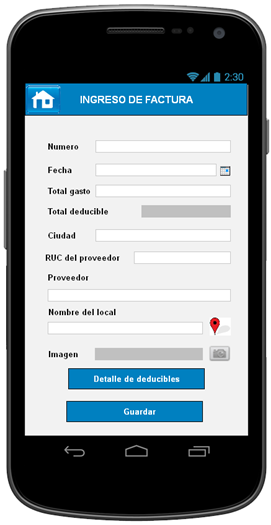 2:30
INGRESO DE FACTURA
Numero
Fecha
Total gasto
Total deducible
Ciudad
RUC del proveedor
Proveedor
Nombre del local
Imagen
Detalle de deducibles
Guardar